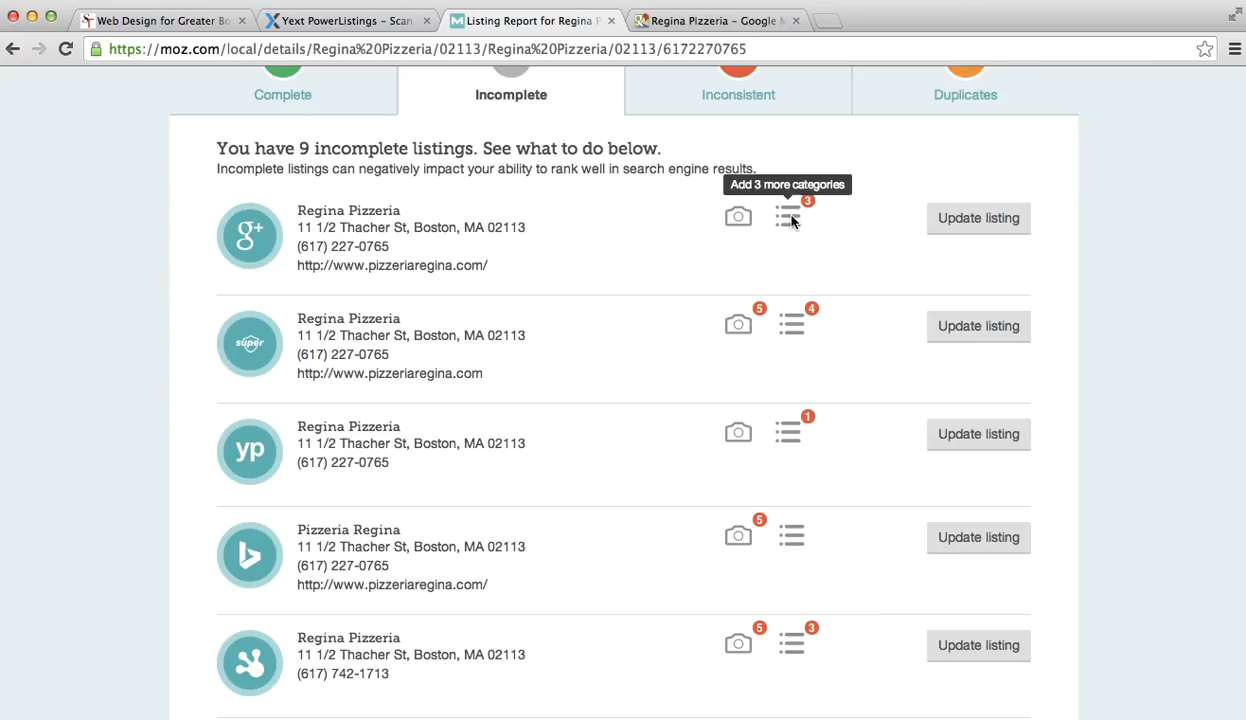 Web Design for Greater Bo
Yext PowerListings – Scan
Listing Report for Regina P
Regina Pizzeria – Google M
https://moz.com/local/details/Regina%20Pizzeria/02113/Regina%20Pizzeria/02113/6172270765
Complete
Incomplete
Inconsistent
Duplicates
You have 9 incomplete listings. See what to do below.
Incomplete listings can negatively impact your ability to rank well in search engine results.
Add 3 more categories
g+
Regina Pizzeria
11 1/2 Thacher St, Boston, MA 02113
(617) 227-0765
http://www.pizzeriaregina.com/
3
Update listing
super
Regina Pizzeria
11 1/2 Thacher St, Boston, MA 02113
(617) 227-0765
http://www.pizzeriaregina.com
5
4
Update listing
yp
Regina Pizzeria
11 1/2 Thacher St, Boston, MA 02113
(617) 227-0765
1
Update listing
Pizzeria Regina
11 1/2 Thacher St, Boston, MA 02113
(617) 227-0765
http://www.pizzeriaregina.com/
5
Update listing
Regina Pizzeria
11 1/2 Thacher St, Boston, MA 02113
(617) 742-1713
5
3
Update listing